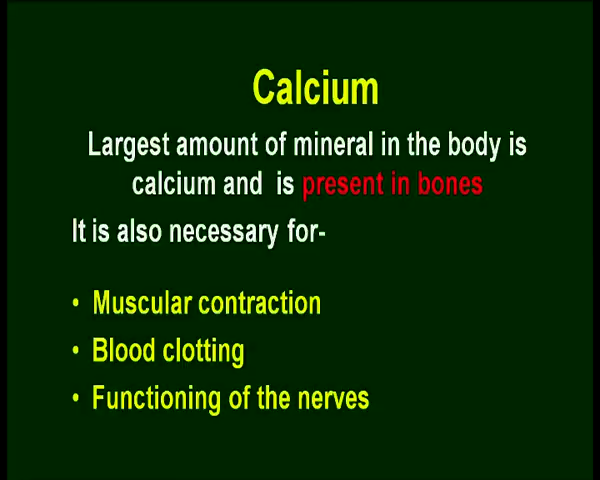 Calcium
Largest amount of mineral in the body is
calcium and is present in bones
It is also necessary for-
• Muscular contraction
• Blood clotting
• Functioning of the nerves